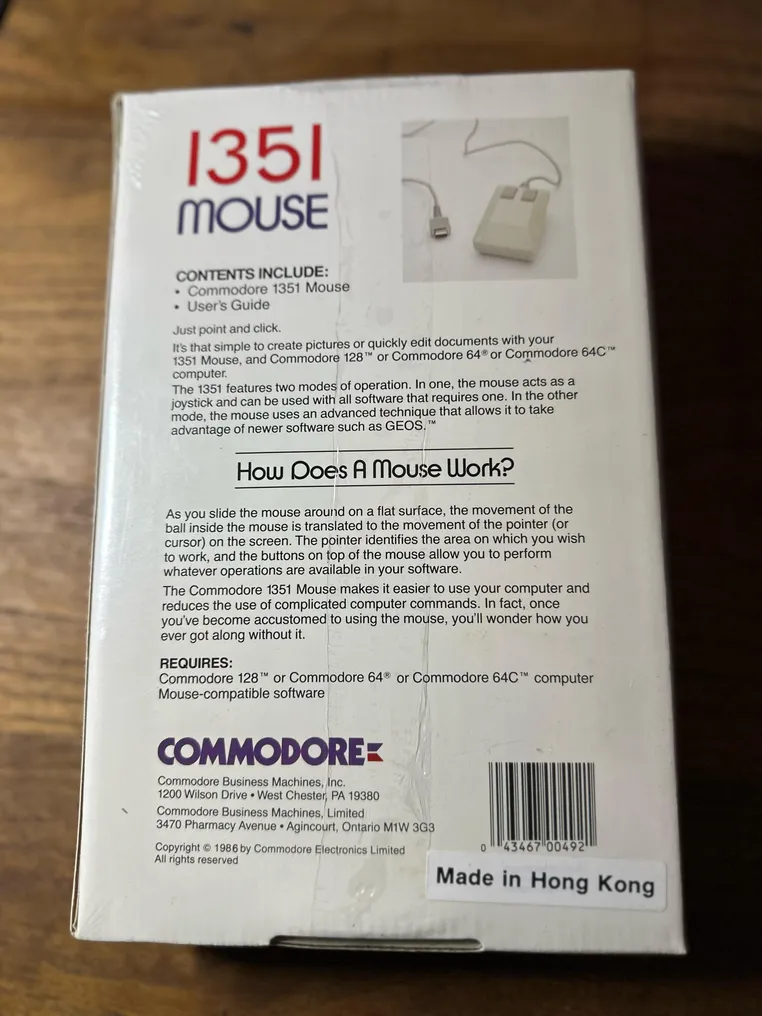 1351
MOUSE
CONTENTS INCLUDE:
• Commodore 1351 Mouse
• User's Guide
Just point and click.
It's that simple to create pictures or quickly edit documents with your
1351 Mouse, and Commodore 128™ or Commodore 64® or Commodore 64C™
computer.
The 1351 features two modes of operation. In one, the mouse acts as a
joystick and can be used with all software that requires one. In the other
mode, the mouse uses an advanced technique that allows it to take
advantage of newer software such as GEOS.™
How Does A Mouse Work?
As you slide the mouse around on a flat surface, the movement of the
ball inside the mouse is translated to the movement of the pointer (or
cursor) on the screen. The pointer identifies the area on which you wish
to work, and the buttons on top of the mouse allow you to perform
whatever operations are available in your software.
The Commodore 1351 Mouse makes it easier to use your computer and
reduces the use of complicated computer commands. In fact, once
you've become accustomed to using the mouse, you'll wonder how you
ever got along without it.
REQUIRES:
Commodore 128™ or Commodore 64® or Commodore 64C™ computer
Mouse-compatible software
COMMODORE
Commodore Business Machines, Inc.
1200 Wilson Drive • West Chester, PA 19380
Commodore Business Machines, Limited
3470 Pharmacy Avenue • Agincourt, Ontario M1W 3G3
Copyright © 1986 by Commodore Electronics Limited
All rights reserved
0 43467 00492
Made in Hong Kong